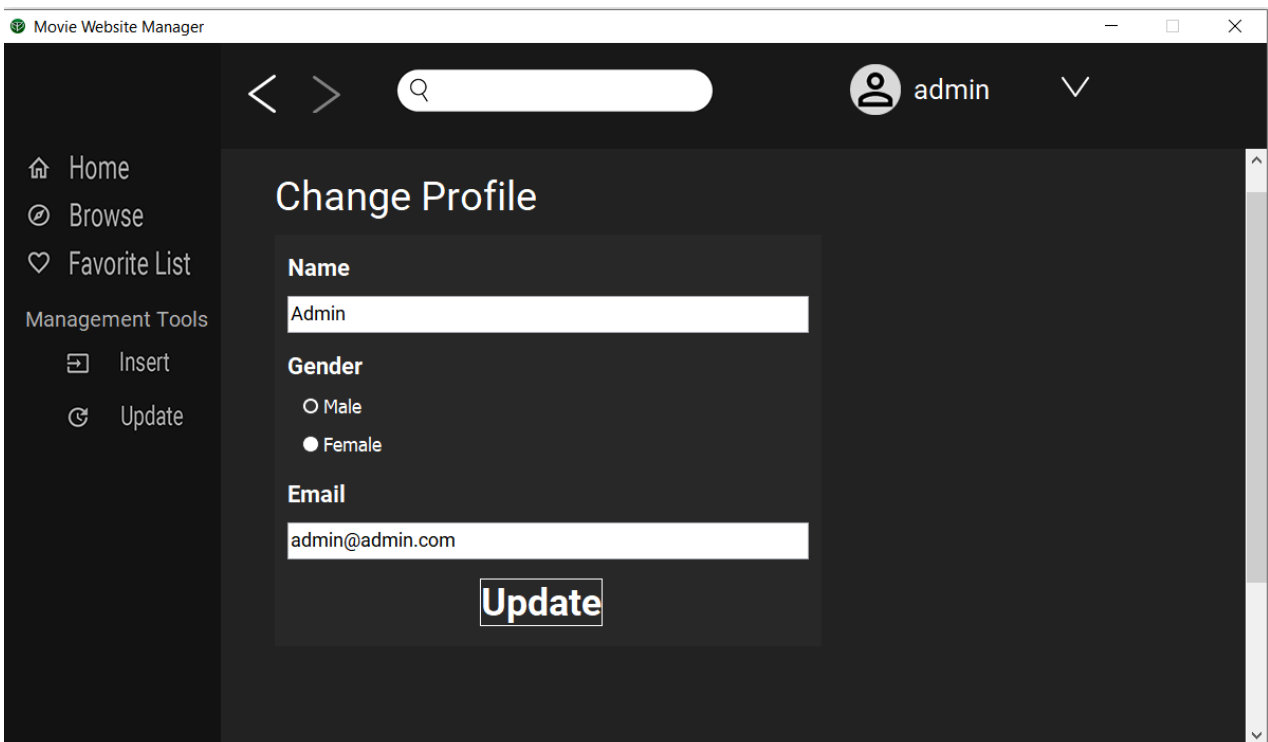 Movie Website Manager
admin
Home
Browse
Favorite List
Management Tools
Insert
Update
Change Profile
Name
Admin
Gender
Male
Female
Email
admin@admin.com
Update